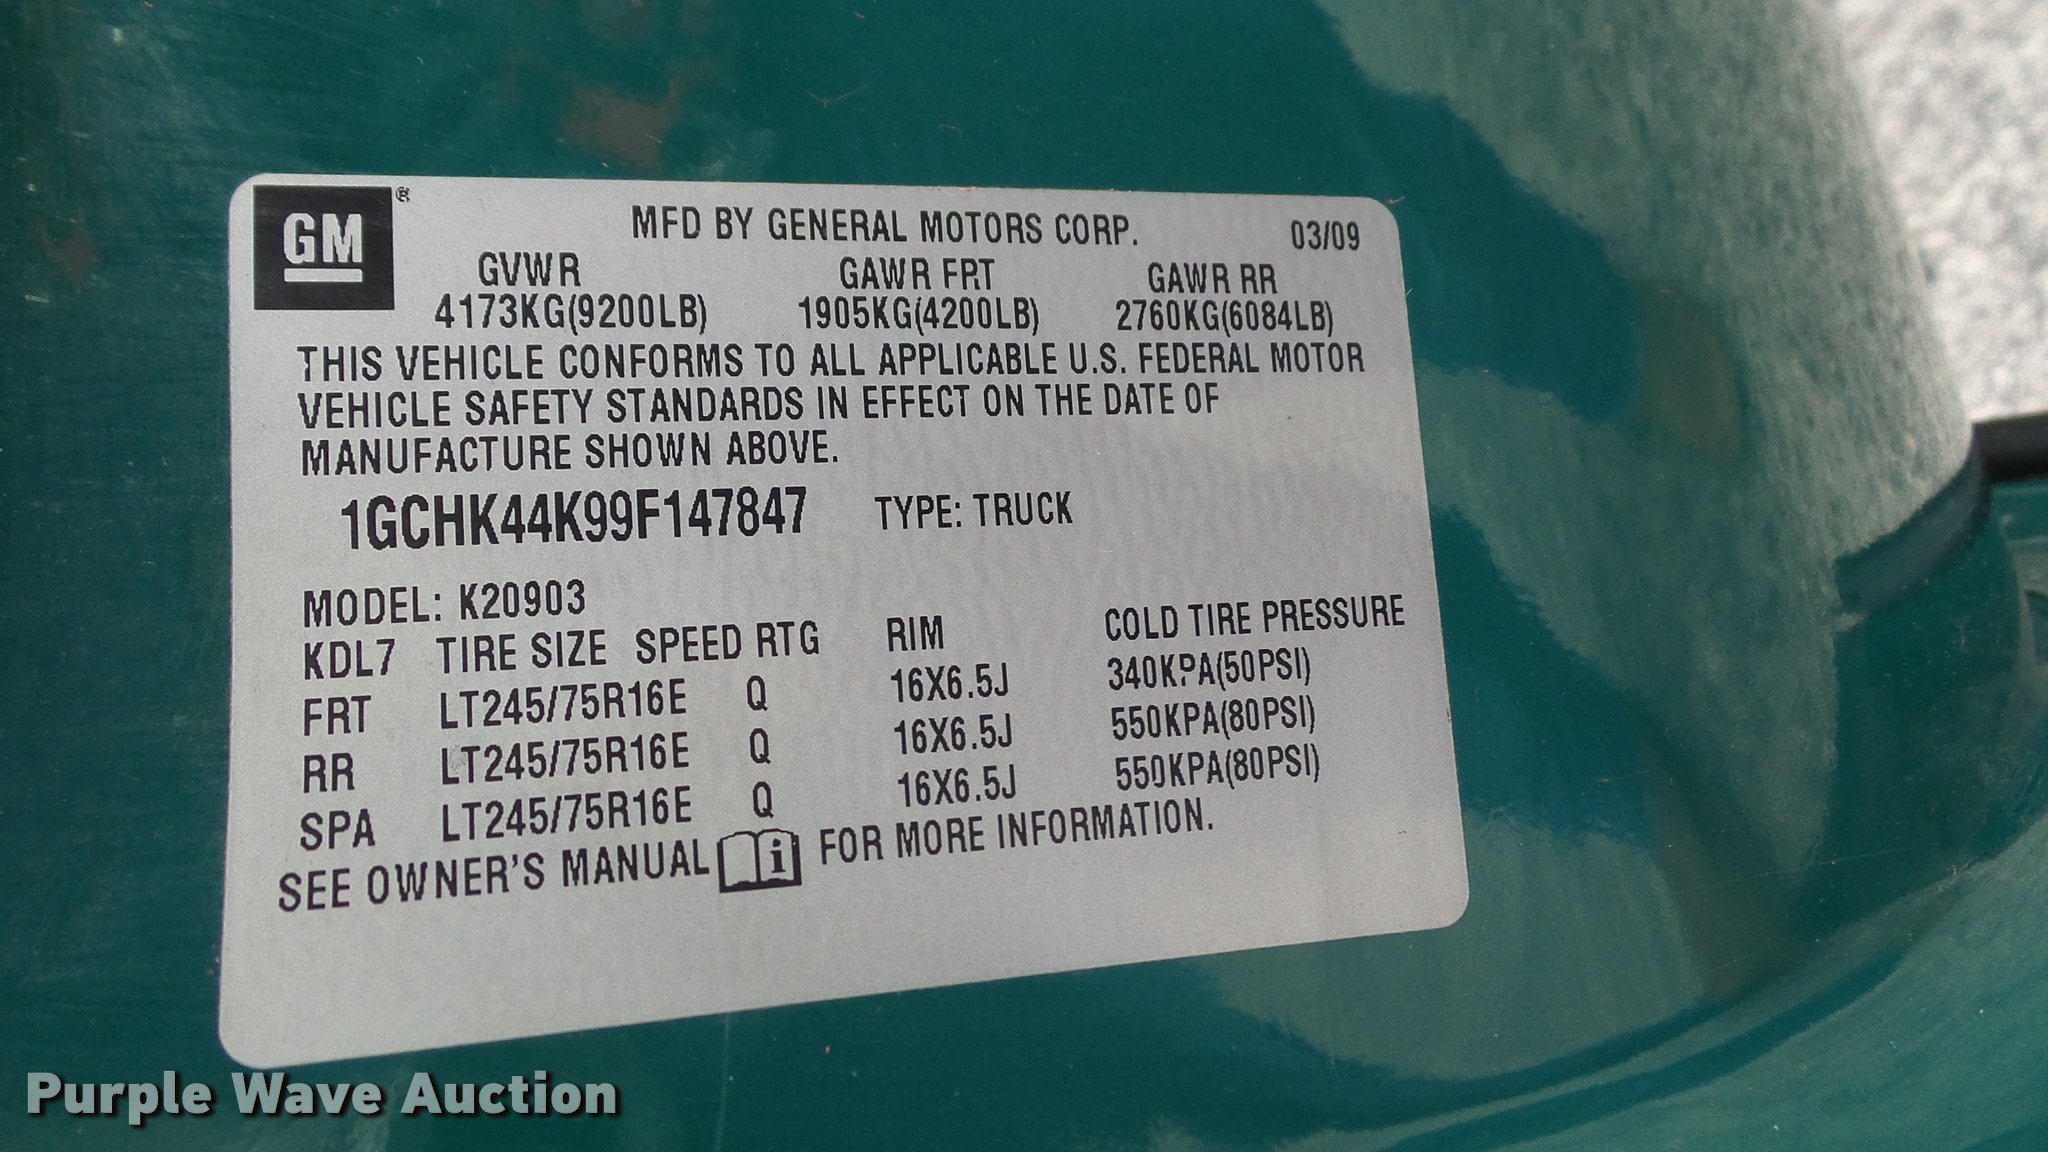 GM®
MFD BY GENERAL MOTORS CORP. 03/09
GVWR GAWR FRT GAWR RR
4173KG(9200LB) 1905KG(4200LB) 2760KG(6084LB)
THIS VEHICLE CONFORMS TO ALL APPLICABLE U.S. FEDERAL MOTOR
VEHICLE SAFETY STANDARDS IN EFFECT ON THE DATE OF
MANUFACTURE SHOWN ABOVE.
1GCHK44K99F147847 TYPE: TRUCK
MODEL: K20903
KDL7 TIRE SIZE SPEED RTG RIM COLD TIRE PRESSURE
FRT LT245/75R16E Q 16X6.5J 340KPA(50PSI)
RR LT245/75R16E Q 16X6.5J 550KPA(80PSI)
SPA LT245/75R16E Q 16X6.5J 550KPA(80PSI)
SEE OWNER'S MANUAL i FOR MORE INFORMATION.
Purple Wave Auction